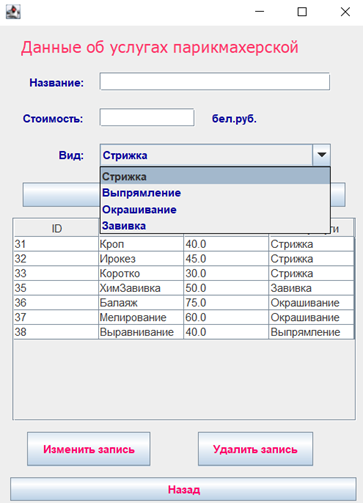 Данные об услугах парикмахерской
Название:
Стоимость: бел.руб.
Вид: Стрижка
Стрижка
Выпрямление
Окрашивание
Завивка
ID
31 Кроп 40.0 Стрижка
32 Ирокез 45.0 Стрижка
33 Коротко 30.0 Стрижка
35 ХимЗавивка 50.0 Завивка
36 Балаяж 75.0 Окрашивание
37 Мелирование 60.0 Окрашивание
38 Выравнивание 40.0 Выпрямление
Изменить запись Удалить запись
Назад